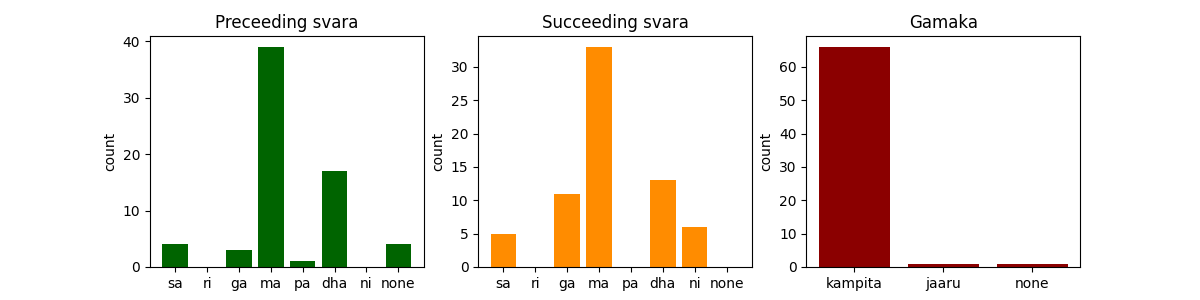 Preceeding svara
count
40
30
20
10
0
sa ri ga ma pa dha ni none
Succeeding svara
count
30
25
20
15
10
5
0
sa ri ga ma pa dha ni none
Gamaka
count
60
50
40
30
20
10
0
kampita jaaru none